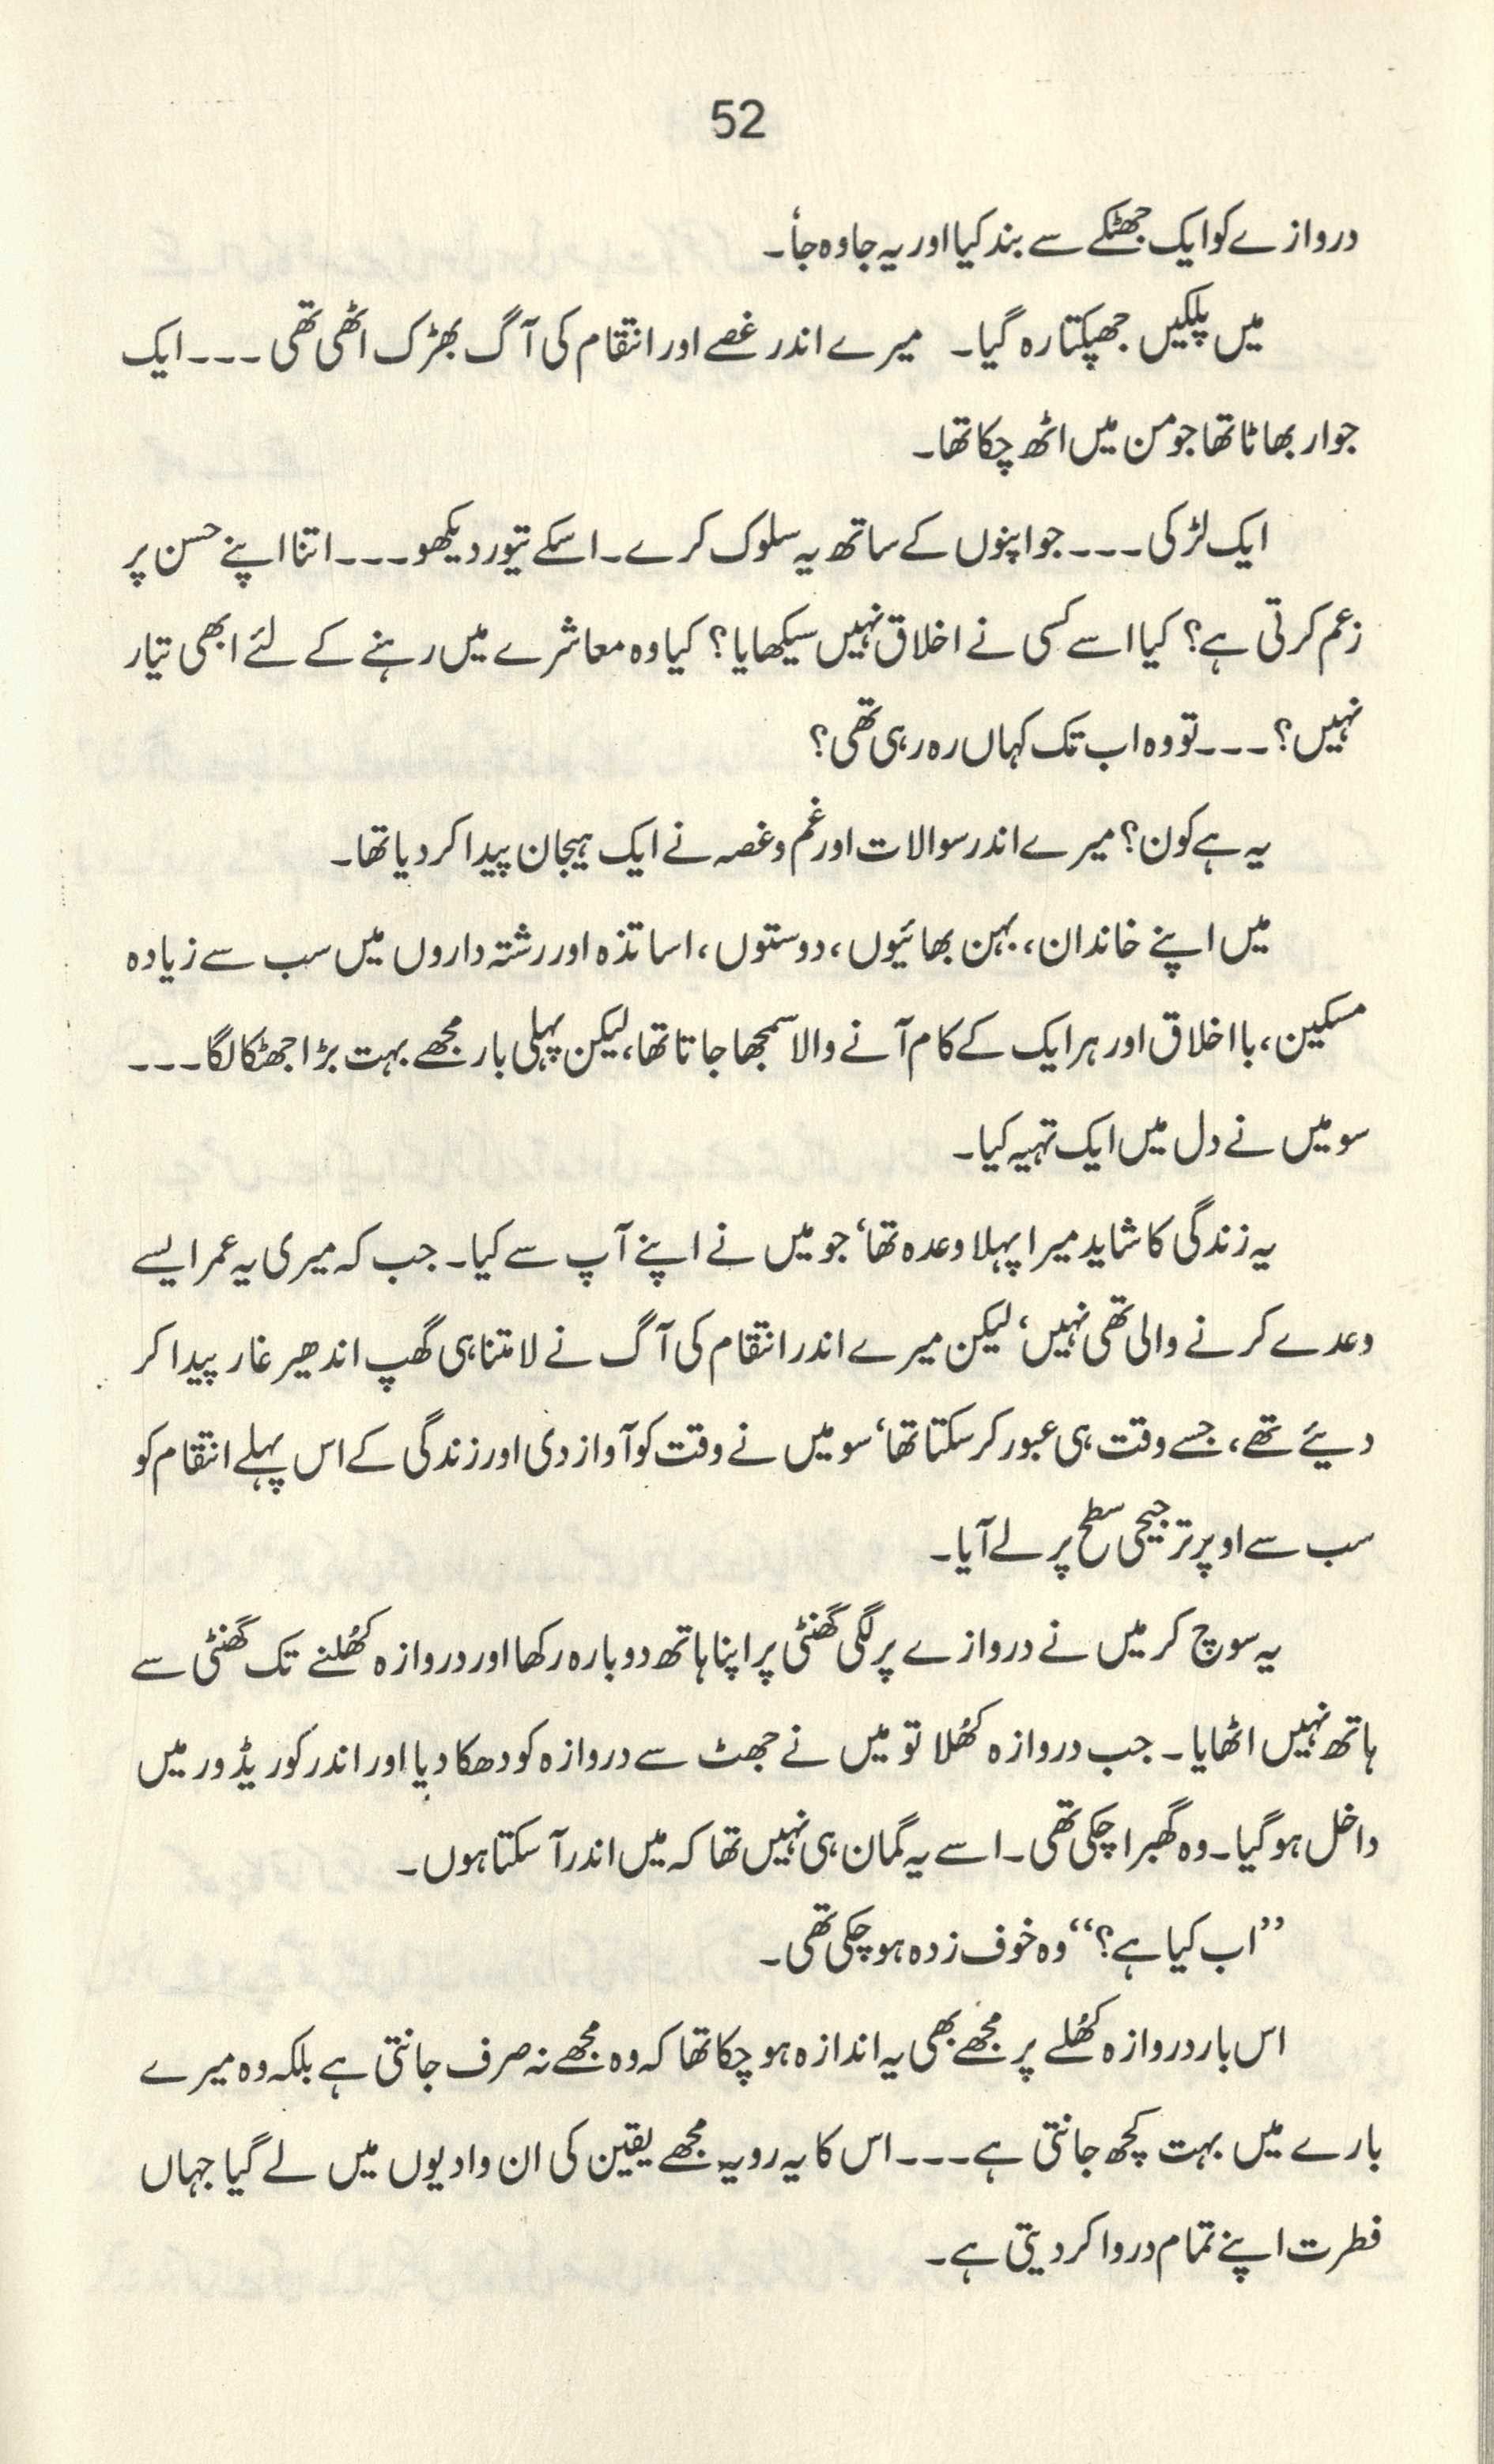 52
دروازے کو ایک جھٹکے سے بند کیا اور یہ جا وہ جأ۔
میں پلکیں جھپکتا رہ گیا۔ میرے اندر غصے اور انتقام کی آگ بھڑک اٹھی تھی ۔۔۔ ایک
جوار بھاٹا تھا جو من میں اٹھ چکا تھا۔
ایک لڑکی ۔۔۔ جو اپنوں کے ساتھ یہ سلوک کرے۔ اسکے تیور دیکھو ۔۔۔ اتنا اپنے حسن پر
زعم کرتی ہے؟ کیا اسے کسی نے اخلاق نہیں سیکھایا؟ کیا وہ معاشرے میں رہنے کے لئے ابھی تیار
نہیں؟ ۔۔۔ تو وہ اب تک کہاں رہ رہی تھی؟
یہ ہے کون؟ میرے اندر سوالات اور غم و غصہ نے ایک ہیجان پیدا کر دیا تھا۔
میں اپنے خاندان، بہن بھائیوں، دوستوں، اساتذہ اور رشتہ داروں میں سب سے زیادہ
مسکین، با اخلاق اور ہر ایک کے کام آنے والا سمجھا جاتا تھا، لیکن پہلی بار مجھے بہت بڑا جھٹکا لگا ۔۔۔
سو میں نے دل میں ایک تہیہ کیا۔
یہ زندگی کا شاید میرا پہلا وعدہ تھا‘ جو میں نے اپنے آپ سے کیا۔ جب کہ میری یہ عمر ایسے
وعدے کرنے والی تھی نہیں‘ لیکن میرے اندر انتقام کی آگ نے لامتناہی گھپ اندھیر غار پیدا کر
دیئے تھے، جسے وقت ہی عبور کر سکتا تھا‘ سو میں نے وقت کو آواز دی اور زندگی کے اس پہلے انتقام کو
سب سے اوپر ترجیحی سطح پر لے آیا۔
یہ سوچ کر میں نے دروازے پر لگی گھنٹی پر اپنا ہاتھ دوبارہ رکھا اور دروازہ کھُلنے تک گھنٹی سے
ہاتھ نہیں اٹھایا۔ جب دروازہ کھُلا تو میں نے جھٹ سے دروازہ کو دھکا دیا اور اندر کوریڈور میں
داخل ہو گیا۔ وہ گھبرا چکی تھی۔ اسے یہ گمان ہی نہیں تھا کہ میں اندر آ سکتا ہوں۔
’’اب کیا ہے؟‘‘ وہ خوف زدہ ہو چکی تھی۔
اس بار دروازہ کھُلے پر مجھے بھی یہ اندازہ ہو چکا تھا کہ وہ مجھے نہ صرف جانتی ہے بلکہ وہ میرے
بارے میں بہت کچھ جانتی ہے ۔۔۔ اس کا یہ رویہ مجھے یقین کی ان وادیوں میں لے گیا جہاں
فطرت اپنے تمام در وا کر دیتی ہے۔